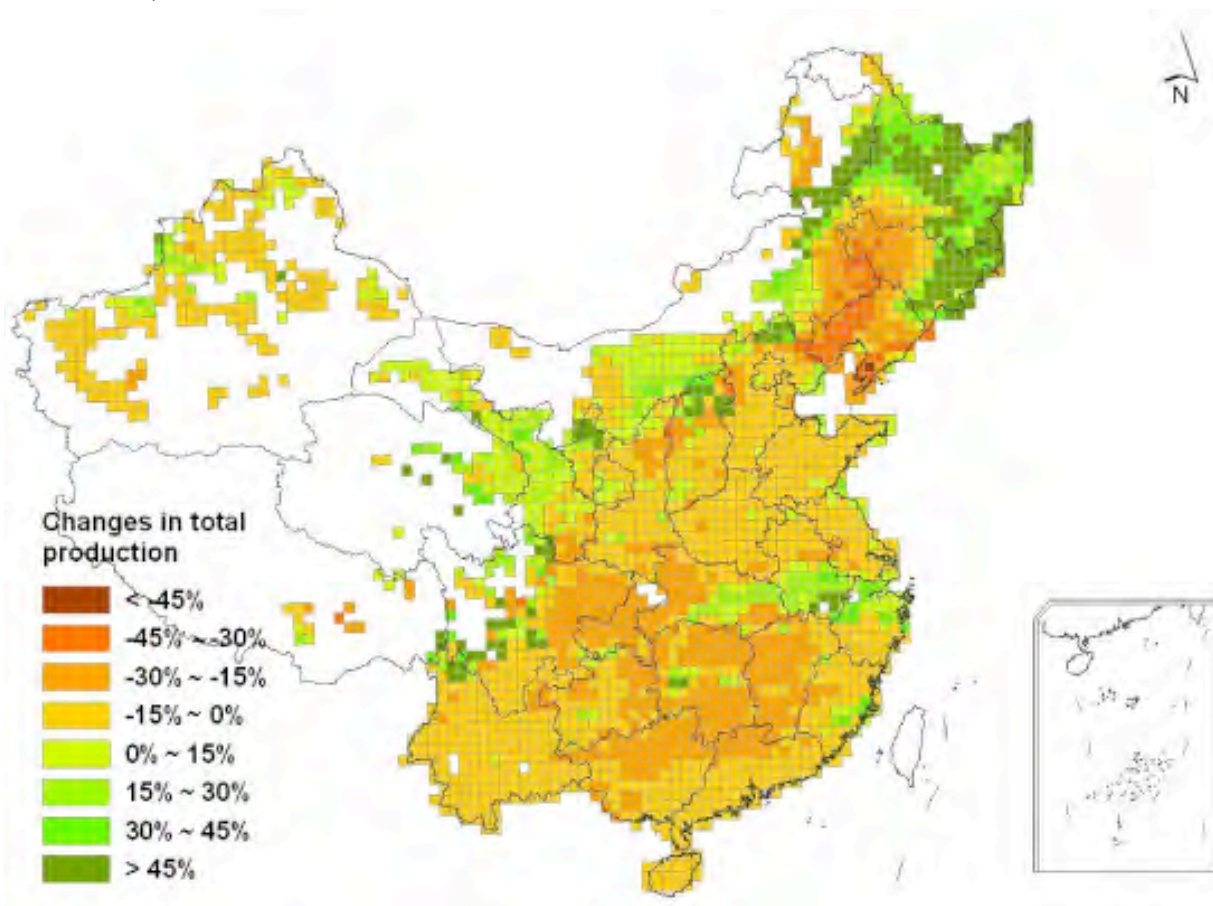 N
Changes in total
production
< -45%
-45% ~ -30%
-30% ~ -15%
-15% ~ 0%
0% ~ 15%
15% ~ 30%
30% ~ 45%
> 45%